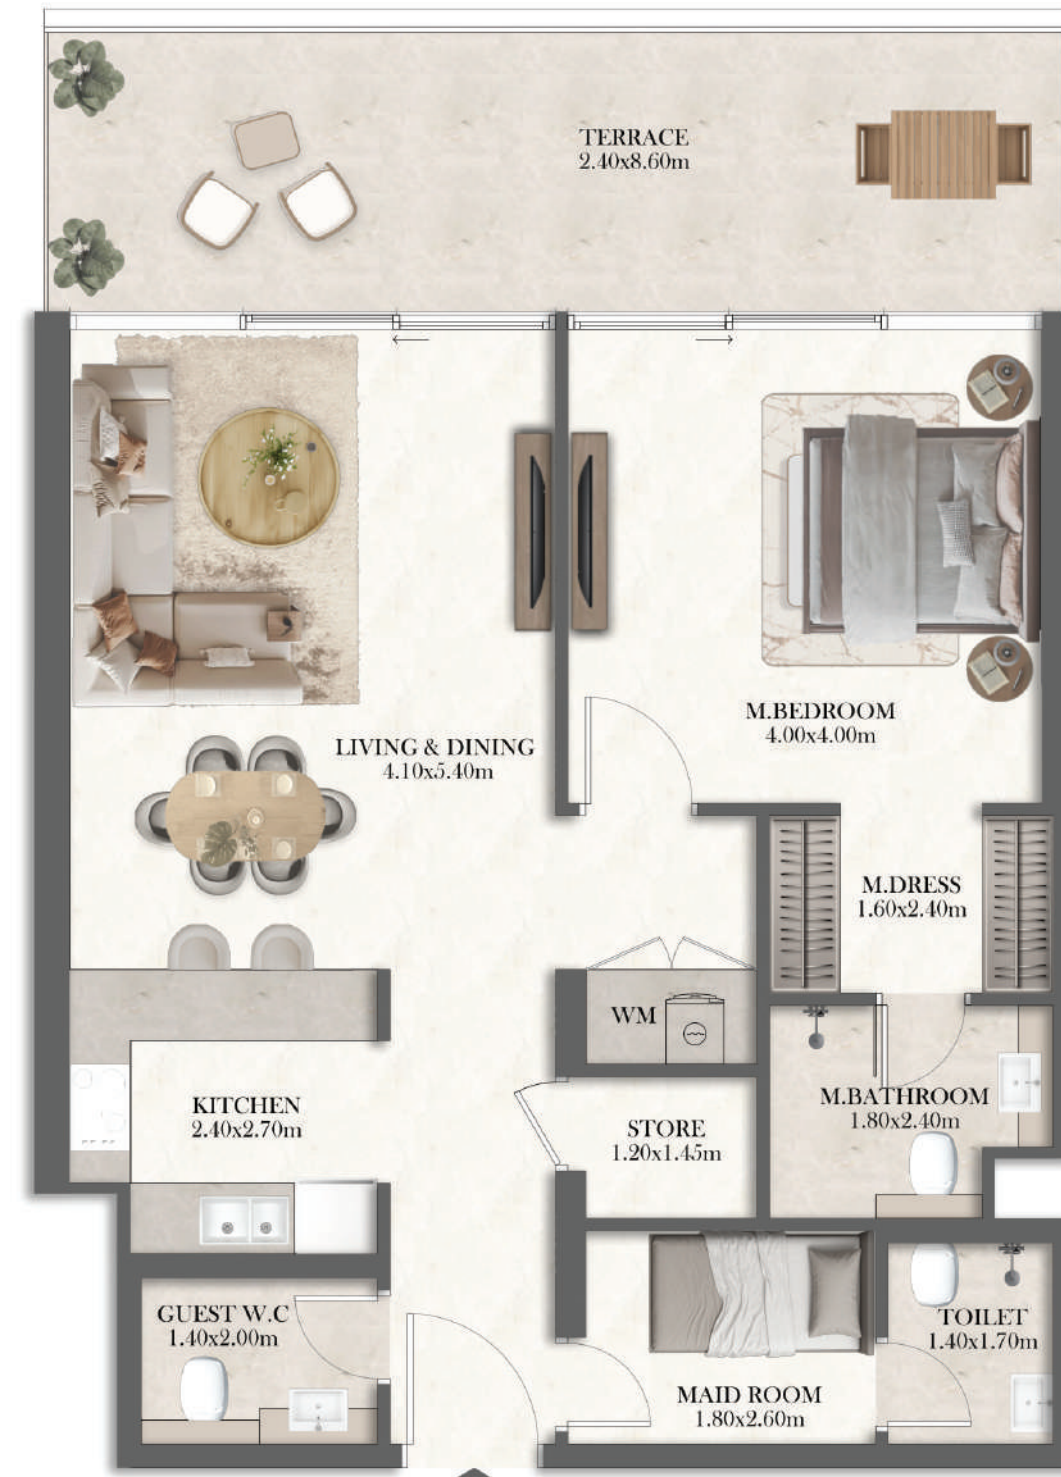 TERRACE
2.40x8.60m
LIVING & DINING
4.10x5.40m
M.BEDROOM
4.00x4.00m
M.DRESS
1.60x2.40m
WM
KITCHEN
2.40x2.70m
STORE
1.20x1.45m
M.BATHROOM
1.80x2.40m
GUEST W.C
1.40x2.00m
MAID ROOM
1.80x2.60m
TOILET
1.40x1.70m